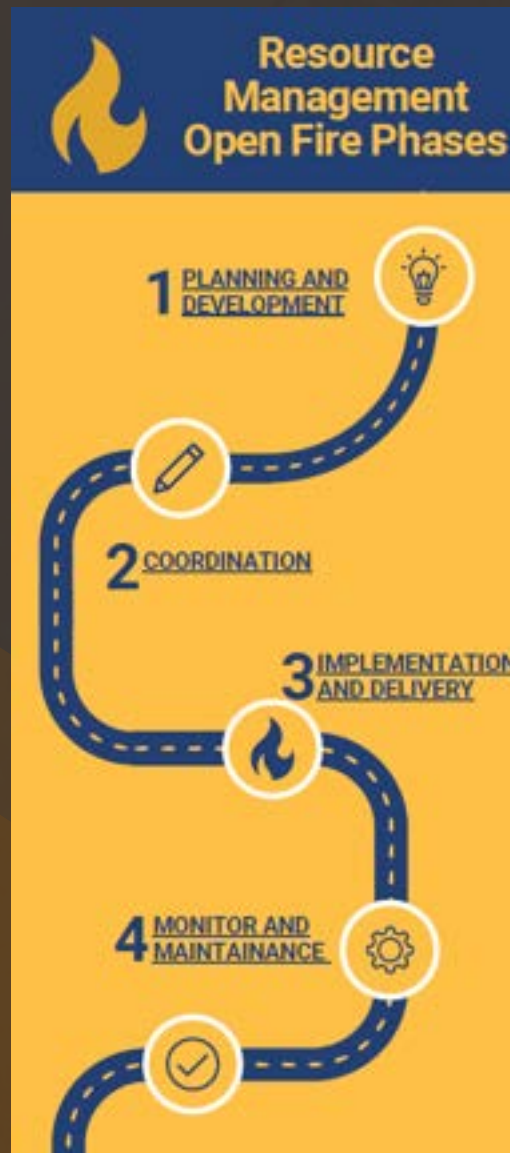 Resource
Management
Open Fire Phases
1 PLANNING AND
DEVELOPMENT
2 COORDINATION
3 IMPLEMENTATION
AND DELIVERY
4 MONITOR AND
MAINTAINANCE